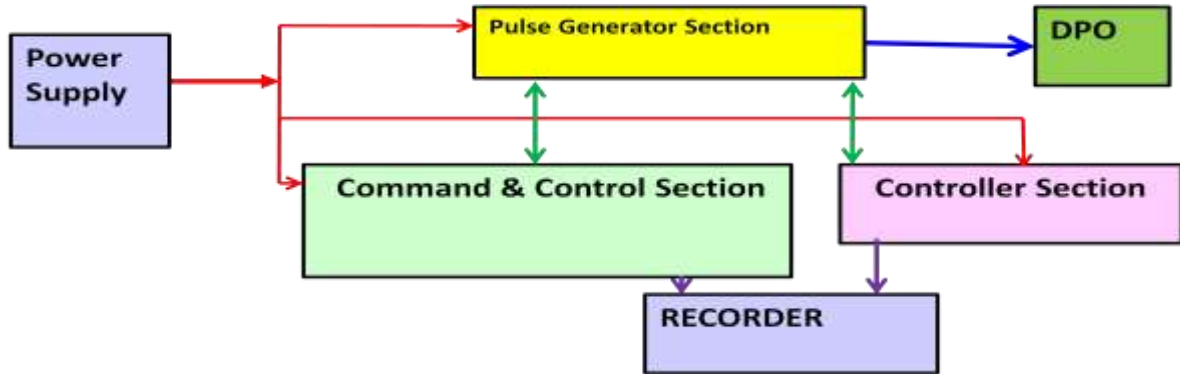 Pulse Generator Section
DPO
Power
Supply
Command & Control Section
Controller Section
RECORDER